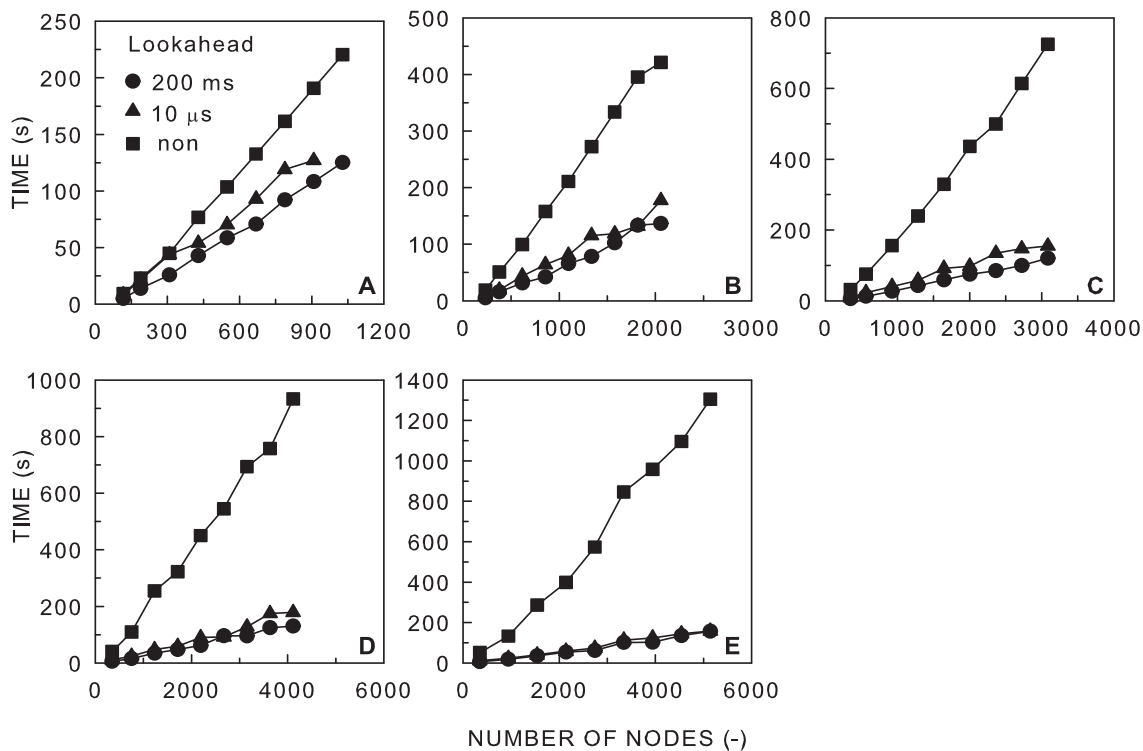 250
200
150
100
50
0
TIME (s)
Lookahead
200 ms
10 μs
non
A
0 300 600 900 1200
500
400
300
200
100
0
B
0 1000 2000 3000
800
600
400
200
0
C
0 1000 2000 3000 4000
1000
800
600
400
200
0
TIME (s)
D
0 2000 4000 6000
1400
1200
1000
800
600
400
200
0
E
0 2000 4000 6000
NUMBER OF NODES (-)